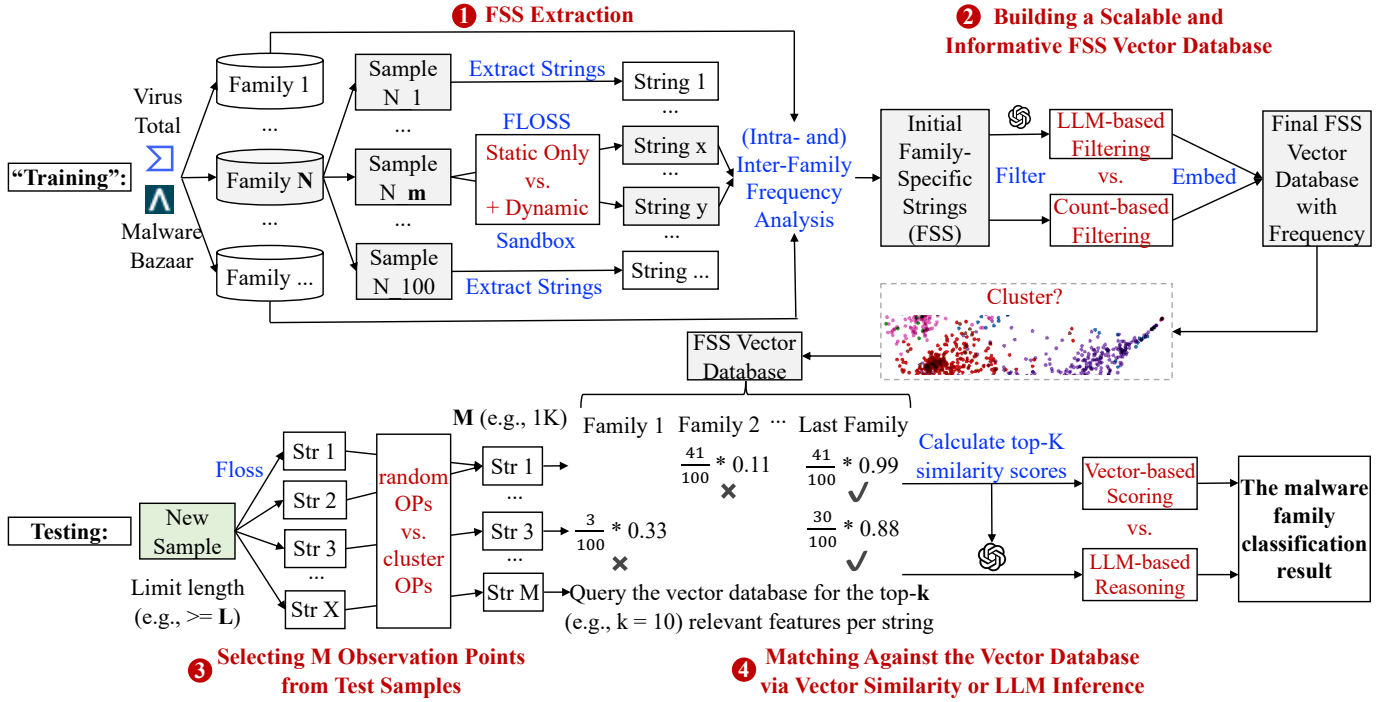 1 FSS Extraction
2 Building a Scalable and
Informative FSS Vector Database
"Training":
Virus
Total
Malware
Bazaar
Family 1
...
Family N
...
Family ...
Sample
N_1
...
Sample
N_m
...
Sample
N_100
Extract Strings
FLOSS
Static Only
vs.
+ Dynamic
Sandbox
Extract Strings
String 1
...
String x
...
String y
...
String ...
(Intra- and)
Inter-Family
Frequency
Analysis
Initial
Family-
Specific
Strings
(FSS)
Filter
LLM-based
Filtering
vs.
Count-based
Filtering
Embed
Final FSS
Vector
Database
with
Frequency
Cluster?
FSS Vector
Database
Testing:
New
Sample
Limit length
(e.g., >= L)
Floss
Str 1
Str 2
Str 3
...
Str X
random
OPs
vs.
cluster
OPs
M (e.g., 1K)
Str 1
...
Str 3
...
Str M
Family 1 Family 2 ... Last Family
41/100 * 0.11 41/100 * 0.99
3/100 * 0.33 30/100 * 0.88
Query the vector database for the top-k
(e.g., k = 10) relevant features per string
Calculate top-K
similarity scores
Vector-based
Scoring
vs.
LLM-based
Reasoning
The malware
family
classification
result
3 Selecting M Observation Points
from Test Samples
4 Matching Against the Vector Database
via Vector Similarity or LLM Inference